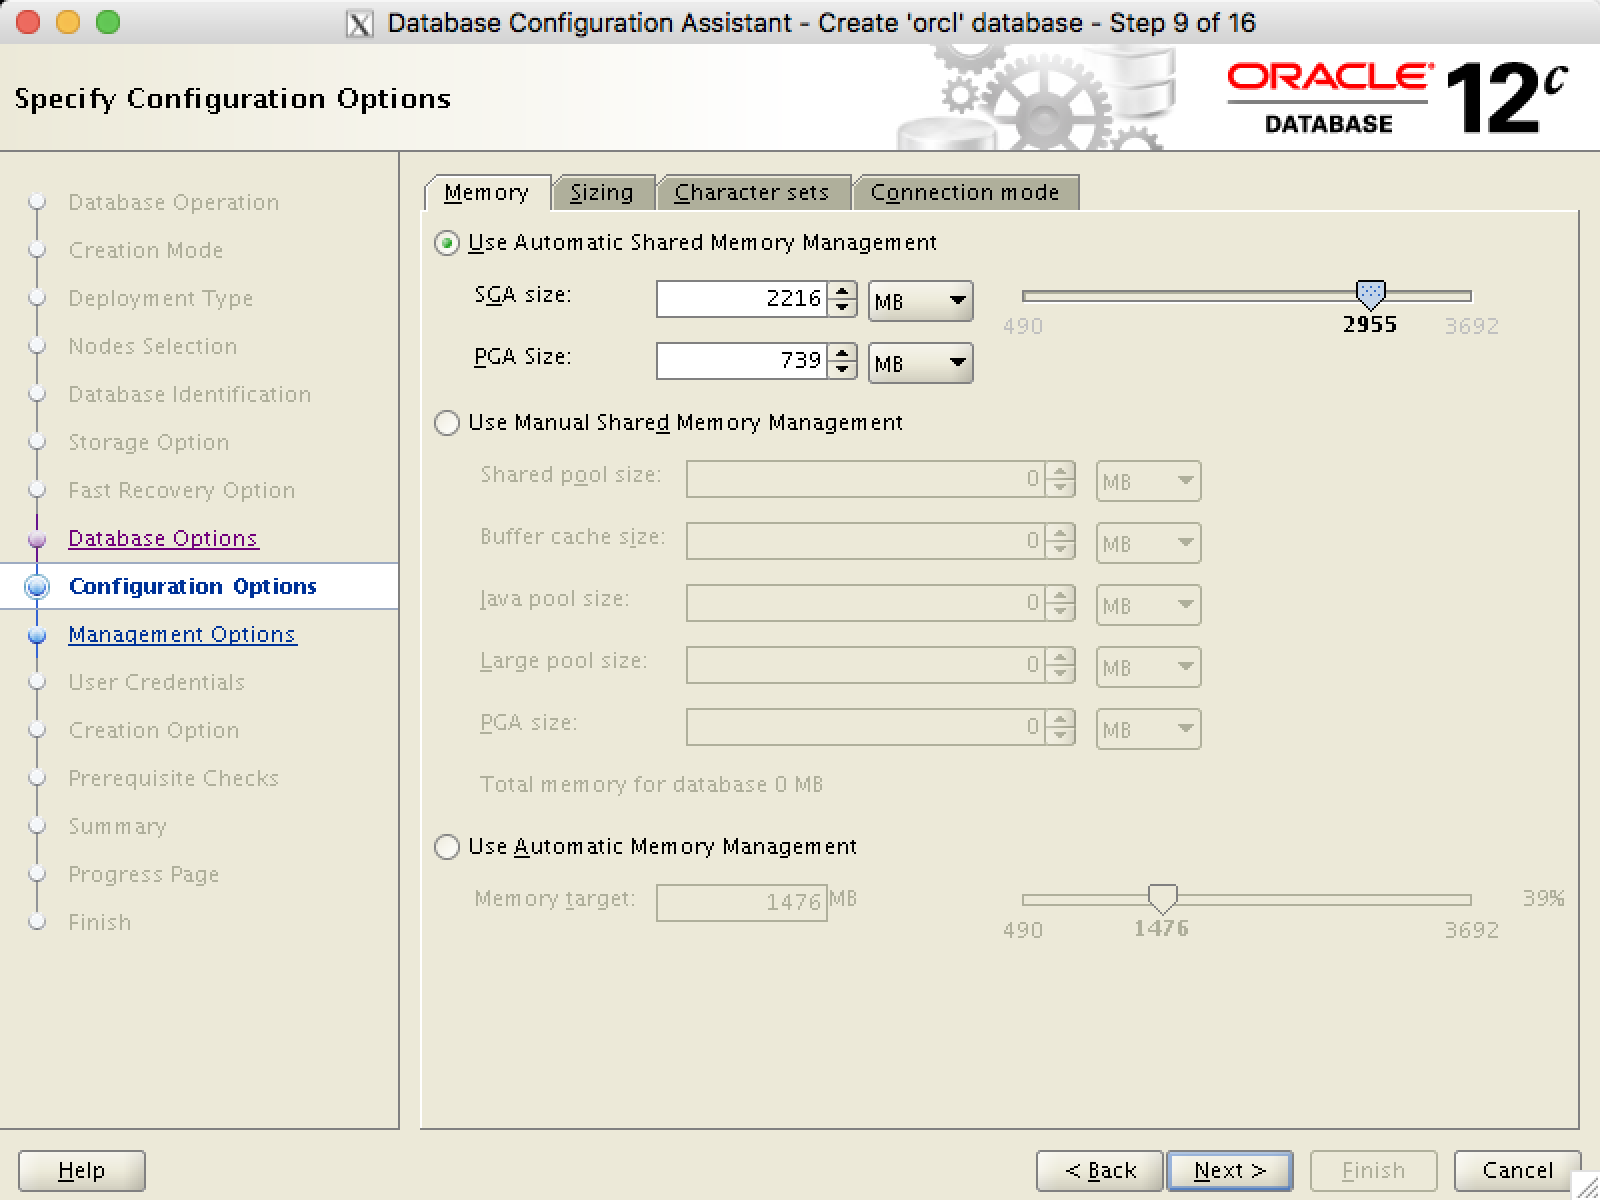 Database Configuration Assistant - Create 'orcl' database - Step 9 of 16
Specify Configuration Options
ORACLE
DATABASE
12c
Database Operation
Creation Mode
Deployment Type
Nodes Selection
Database Identification
Storage Option
Fast Recovery Option
Database Options
Configuration Options
Management Options
User Credentials
Creation Option
Prerequisite Checks
Summary
Progress Page
Finish
Memory Sizing Character sets Connection mode
Use Automatic Shared Memory Management
SGA size: 2216 MB
490 2955 3692
PGA Size: 739 MB
Use Manual Shared Memory Management
Shared pool size: 0 MB
Buffer cache size: 0 MB
Java pool size: 0 MB
Large pool size: 0 MB
PGA size: 0 MB
Total memory for database 0 MB
Use Automatic Memory Management
Memory target: 1476 MB 39%
490 1476 3692
Help < Back Next > Finish Cancel